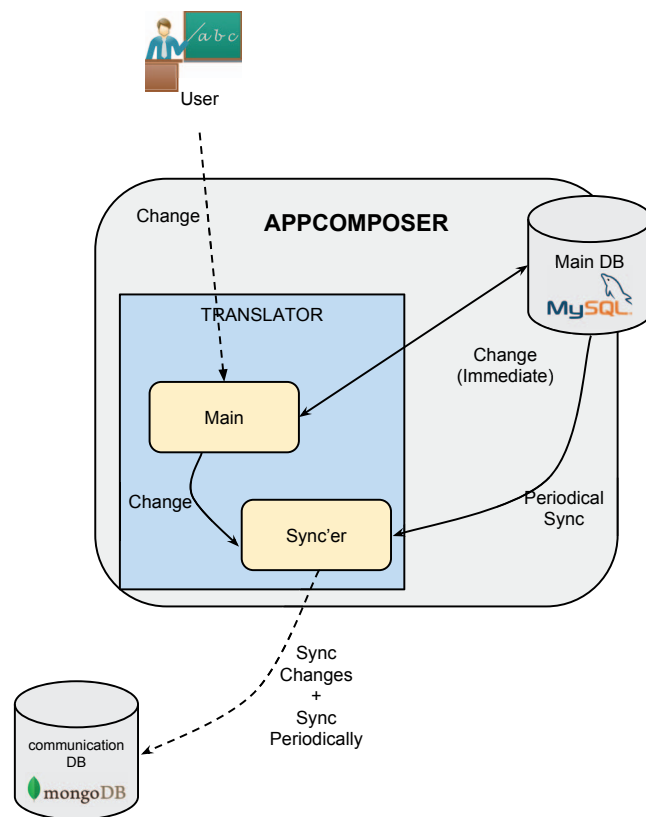 abc
User
Change
APPCOMPOSER
Main DB
MySQL
TRANSLATOR
Change
(Immediate)
Main
Change
Periodical
Sync
Sync'er
Sync
Changes
+
Sync
Periodically
communication
DB
mongoDB